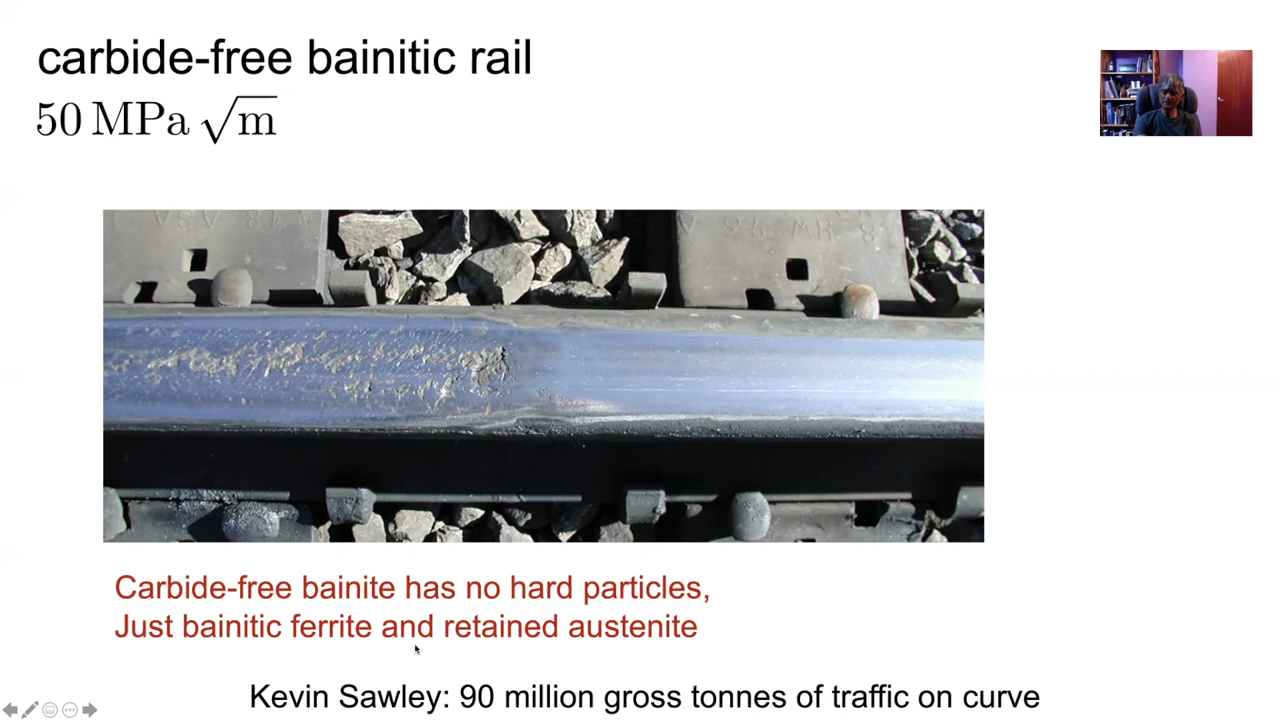 carbide-free bainitic rail
50 MPa √m
Carbide-free bainite has no hard particles,
Just bainitic ferrite and retained austenite
Kevin Sawley: 90 million gross tonnes of traffic on curve